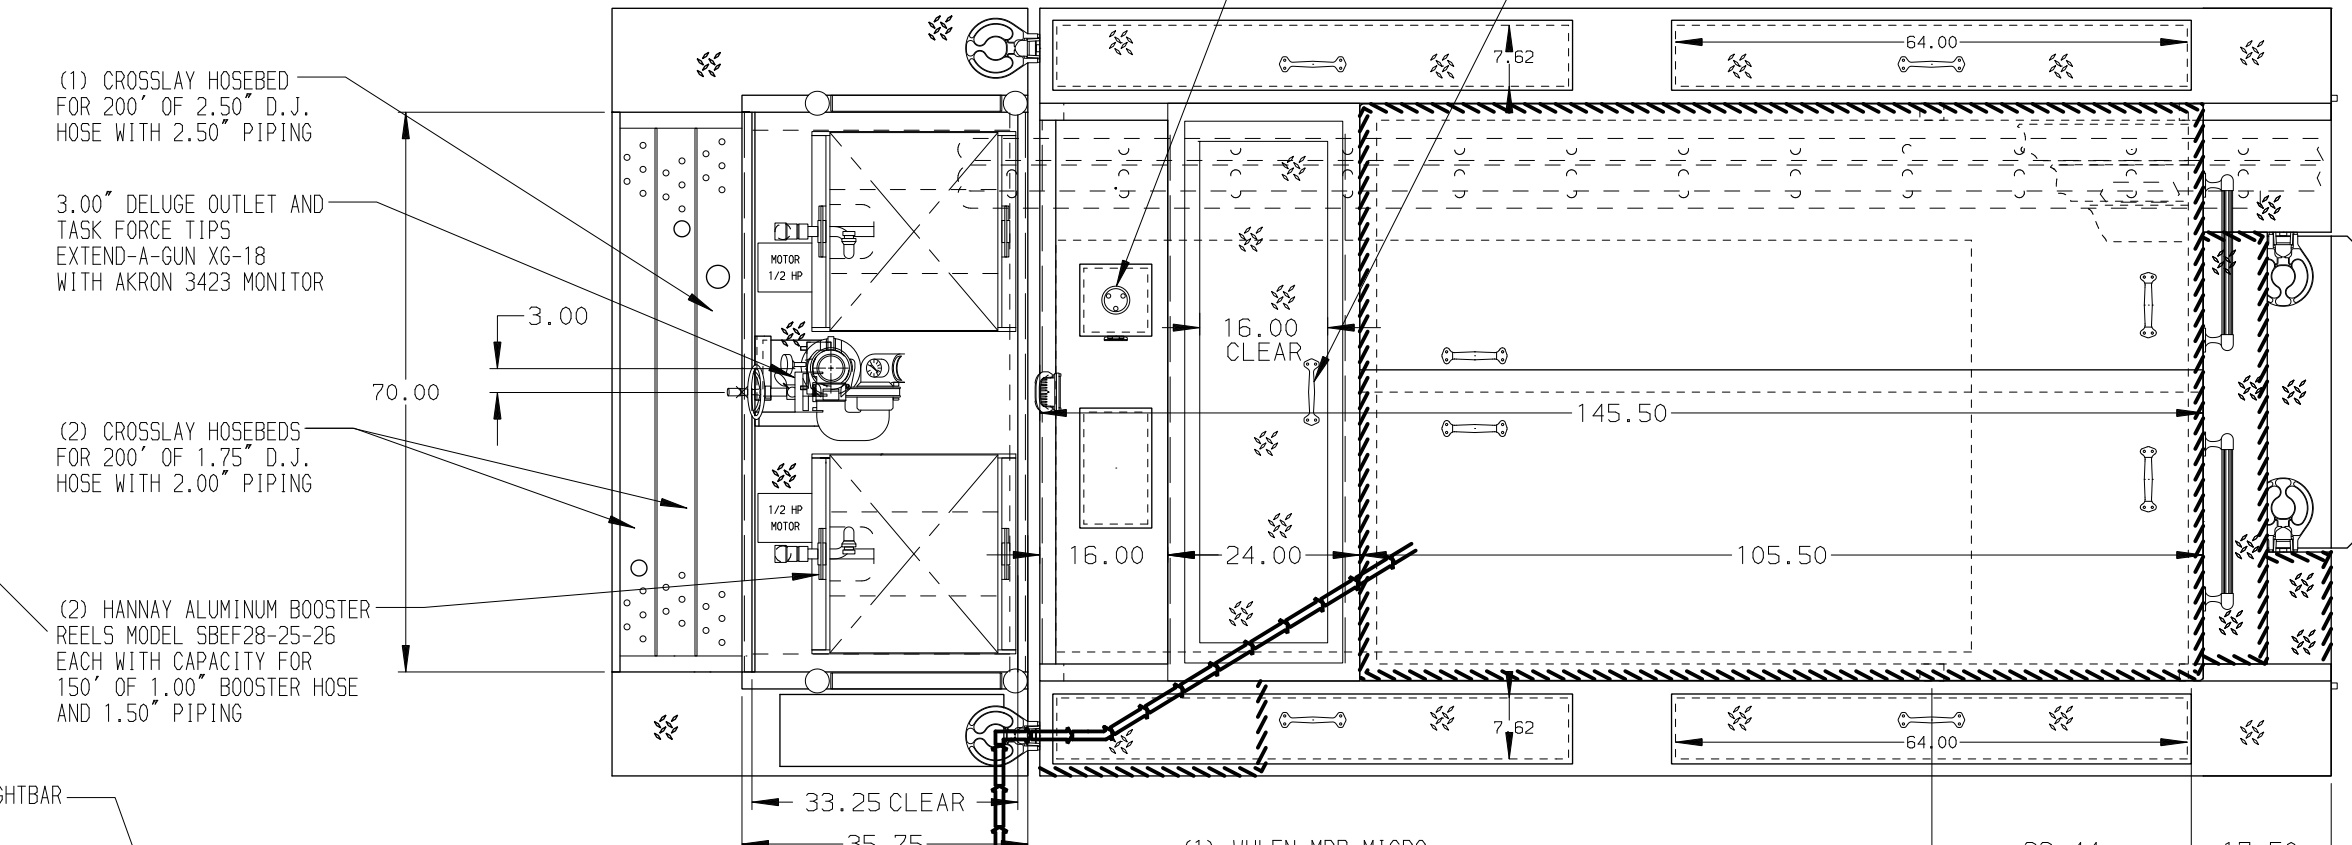 (1) CROSSLAY HOSEBED
FOR 200' OF 2.50" D.J.
HOSE WITH 2.50" PIPING
3.00" DELUGE OUTLET AND
TASK FORCE TIPS
EXTEND-A-GUN XG-18
WITH AKRON 3423 MONITOR
(2) CROSSLAY HOSEBEDS
FOR 200' OF 1.75" D.J.
HOSE WITH 2.00" PIPING
(2) HANNAY ALUMINUM BOOSTER
REELS MODEL SBEF28-25-26
EACH WITH CAPACITY FOR
150' OF 1.00" BOOSTER HOSE
AND 1.50" PIPING
GHTBAR
70.00
3.00
MOTOR
1/2 HP
1/2 HP
MOTOR
33.25 CLEAR
35.75
7.62
64.00
16.00
CLEAR
145.50
16.00
24.00
105.50
7.62
64.00